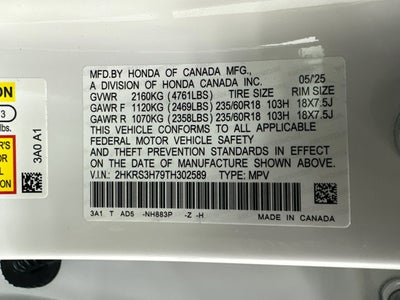 MFD.BY HONDA OF CANADA MFG., 05/25
A DIVISION OF HONDA CANADA INC.
GVWR 2160KG (4761LBS) TIRE SIZE RIM SIZE
GAWR F 1120KG (2469LBS) 235/60R18 103H 18X7.5J
GAWR R 1070KG (2358LBS) 235/60R18 103H 18X7.5J
THIS VEHICLE CONFORMS TO ALL APPLICABLE
FEDERAL MOTOR VEHICLE SAFETY
AND THEFT PREVENTION STANDARDS IN EFFECT
ON THE DATE OF MANUFACTURE SHOWN ABOVE.
V.I.N.: 2HKRS3H79TH302589 TYPE: MPV
3A1 T AD5 -NH883P -Z -H MADE IN CANADA
3A0 A1
3
lbs.